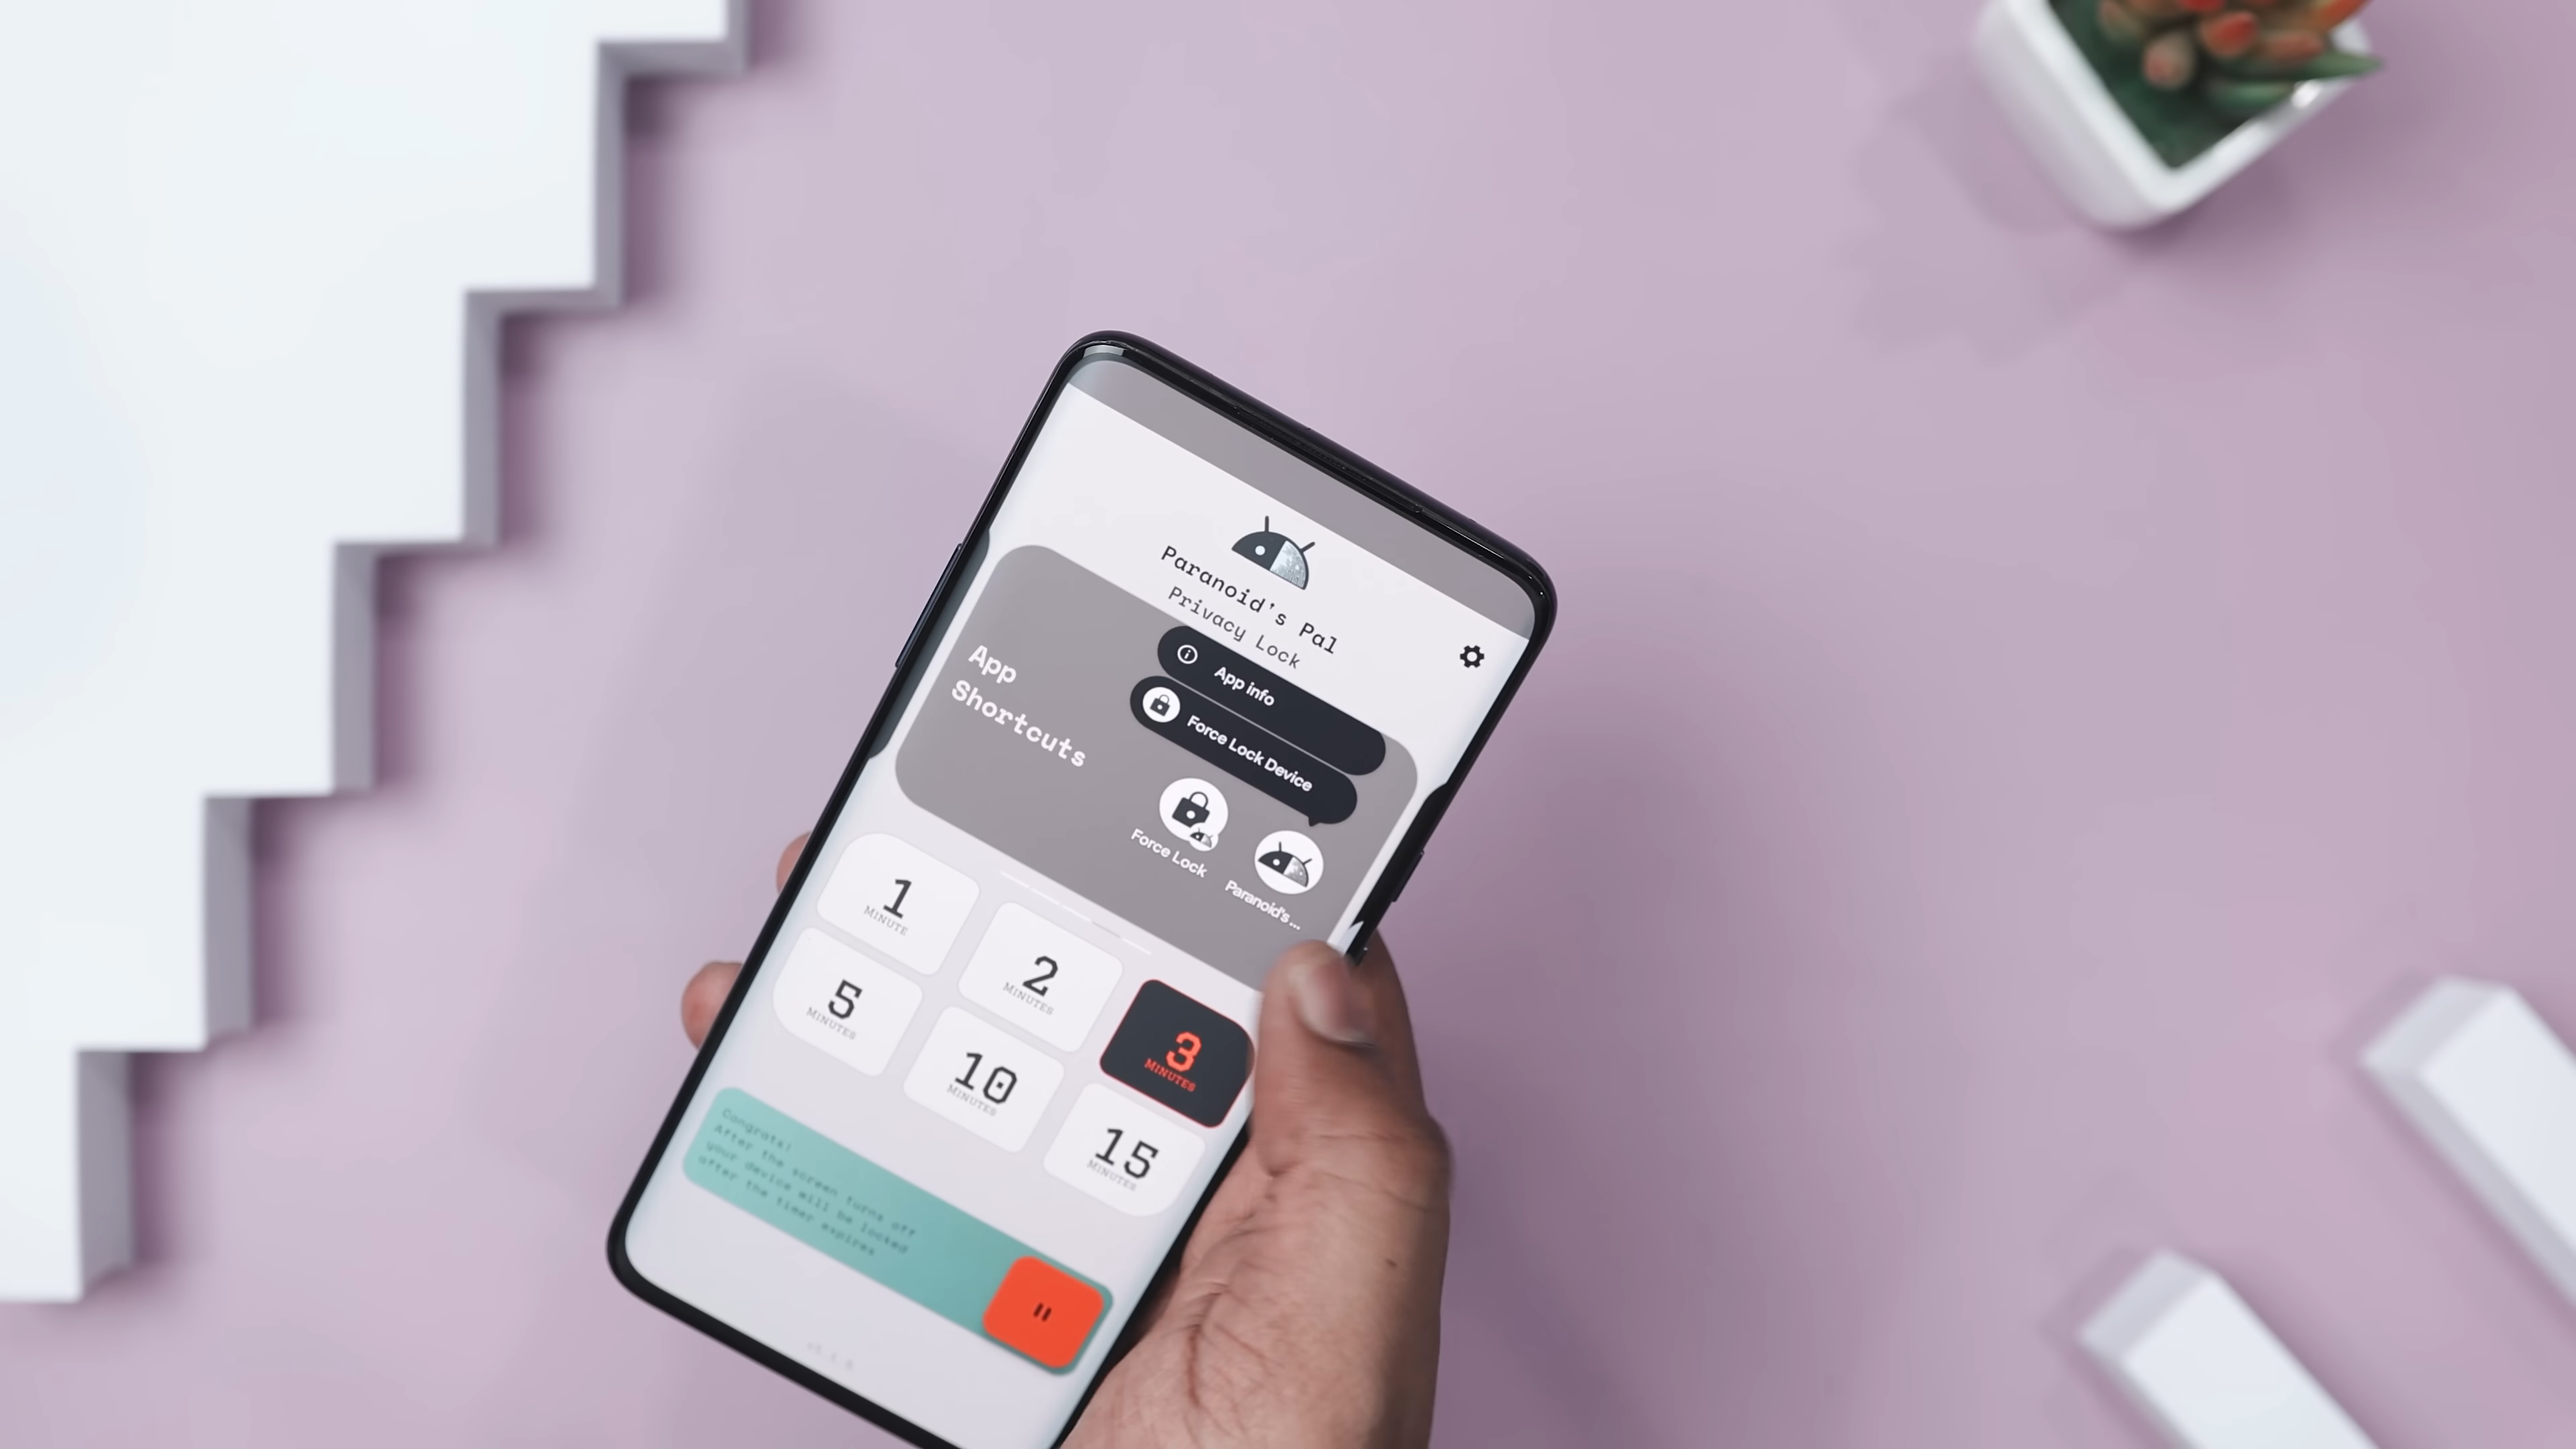 Paranoid's Pal
Privacy Lock
App
Shortcuts
App info
Force Lock Device
Force Lock
Paranoid's...
1
MINUTE
2
MINUTES
3
MINUTES
5
MINUTES
10
MINUTES
15
MINUTES
Congrats!
After the screen turns off
your device will be locked
after the timer expires